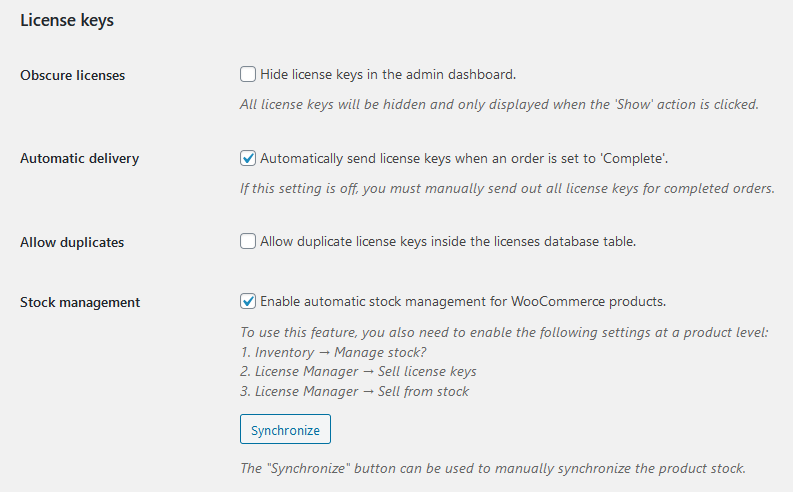 License keys
Obscure licenses
Hide license keys in the admin dashboard.
All license keys will be hidden and only displayed when the 'Show' action is clicked.
Automatic delivery
Automatically send license keys when an order is set to 'Complete'.
If this setting is off, you must manually send out all license keys for completed orders.
Allow duplicates
Allow duplicate license keys inside the licenses database table.
Stock management
Enable automatic stock management for WooCommerce products.
To use this feature, you also need to enable the following settings at a product level:
1. Inventory → Manage stock?
2. License Manager → Sell license keys
3. License Manager → Sell from stock
Synchronize
The "Synchronize" button can be used to manually synchronize the product stock.